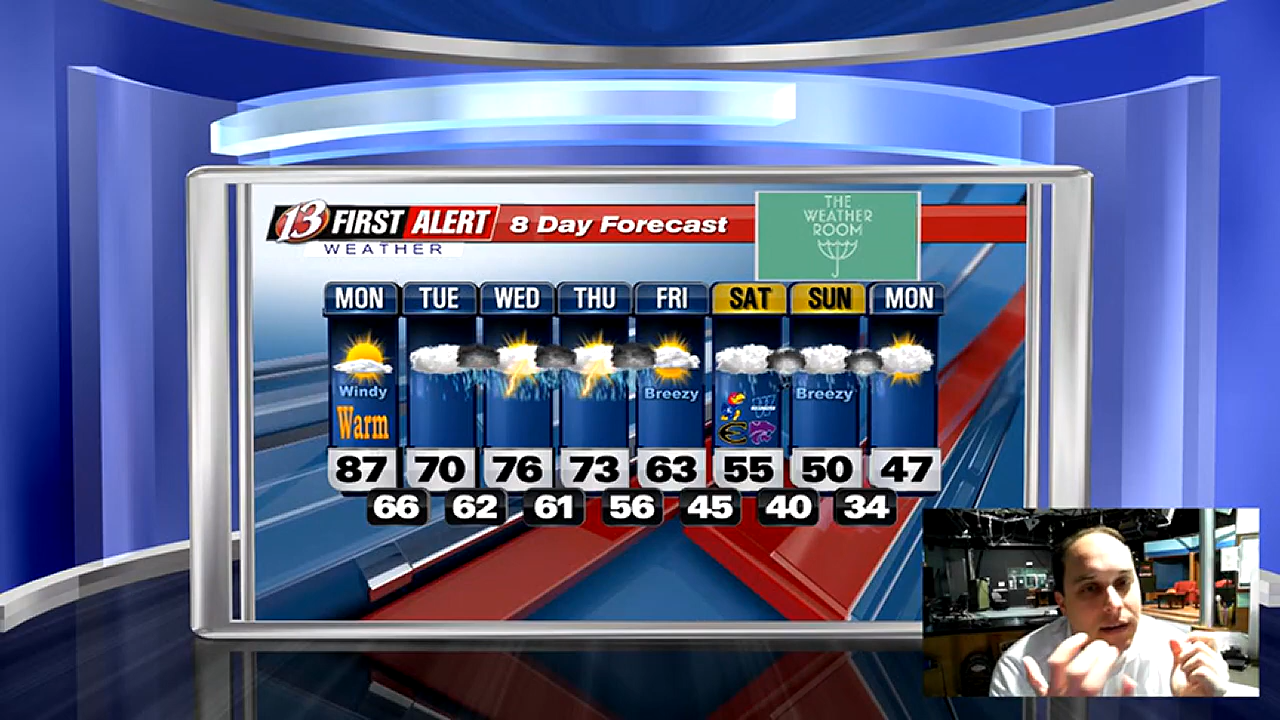 13 FIRST ALERT 8 Day Forecast
WEATHER
THE
WEATHER
ROOM
MON TUE WED THU FRI SAT SUN MON
Windy Breezy Breezy
Warm
87 70 76 73 63 55 50 47
66 62 61 56 45 40 34